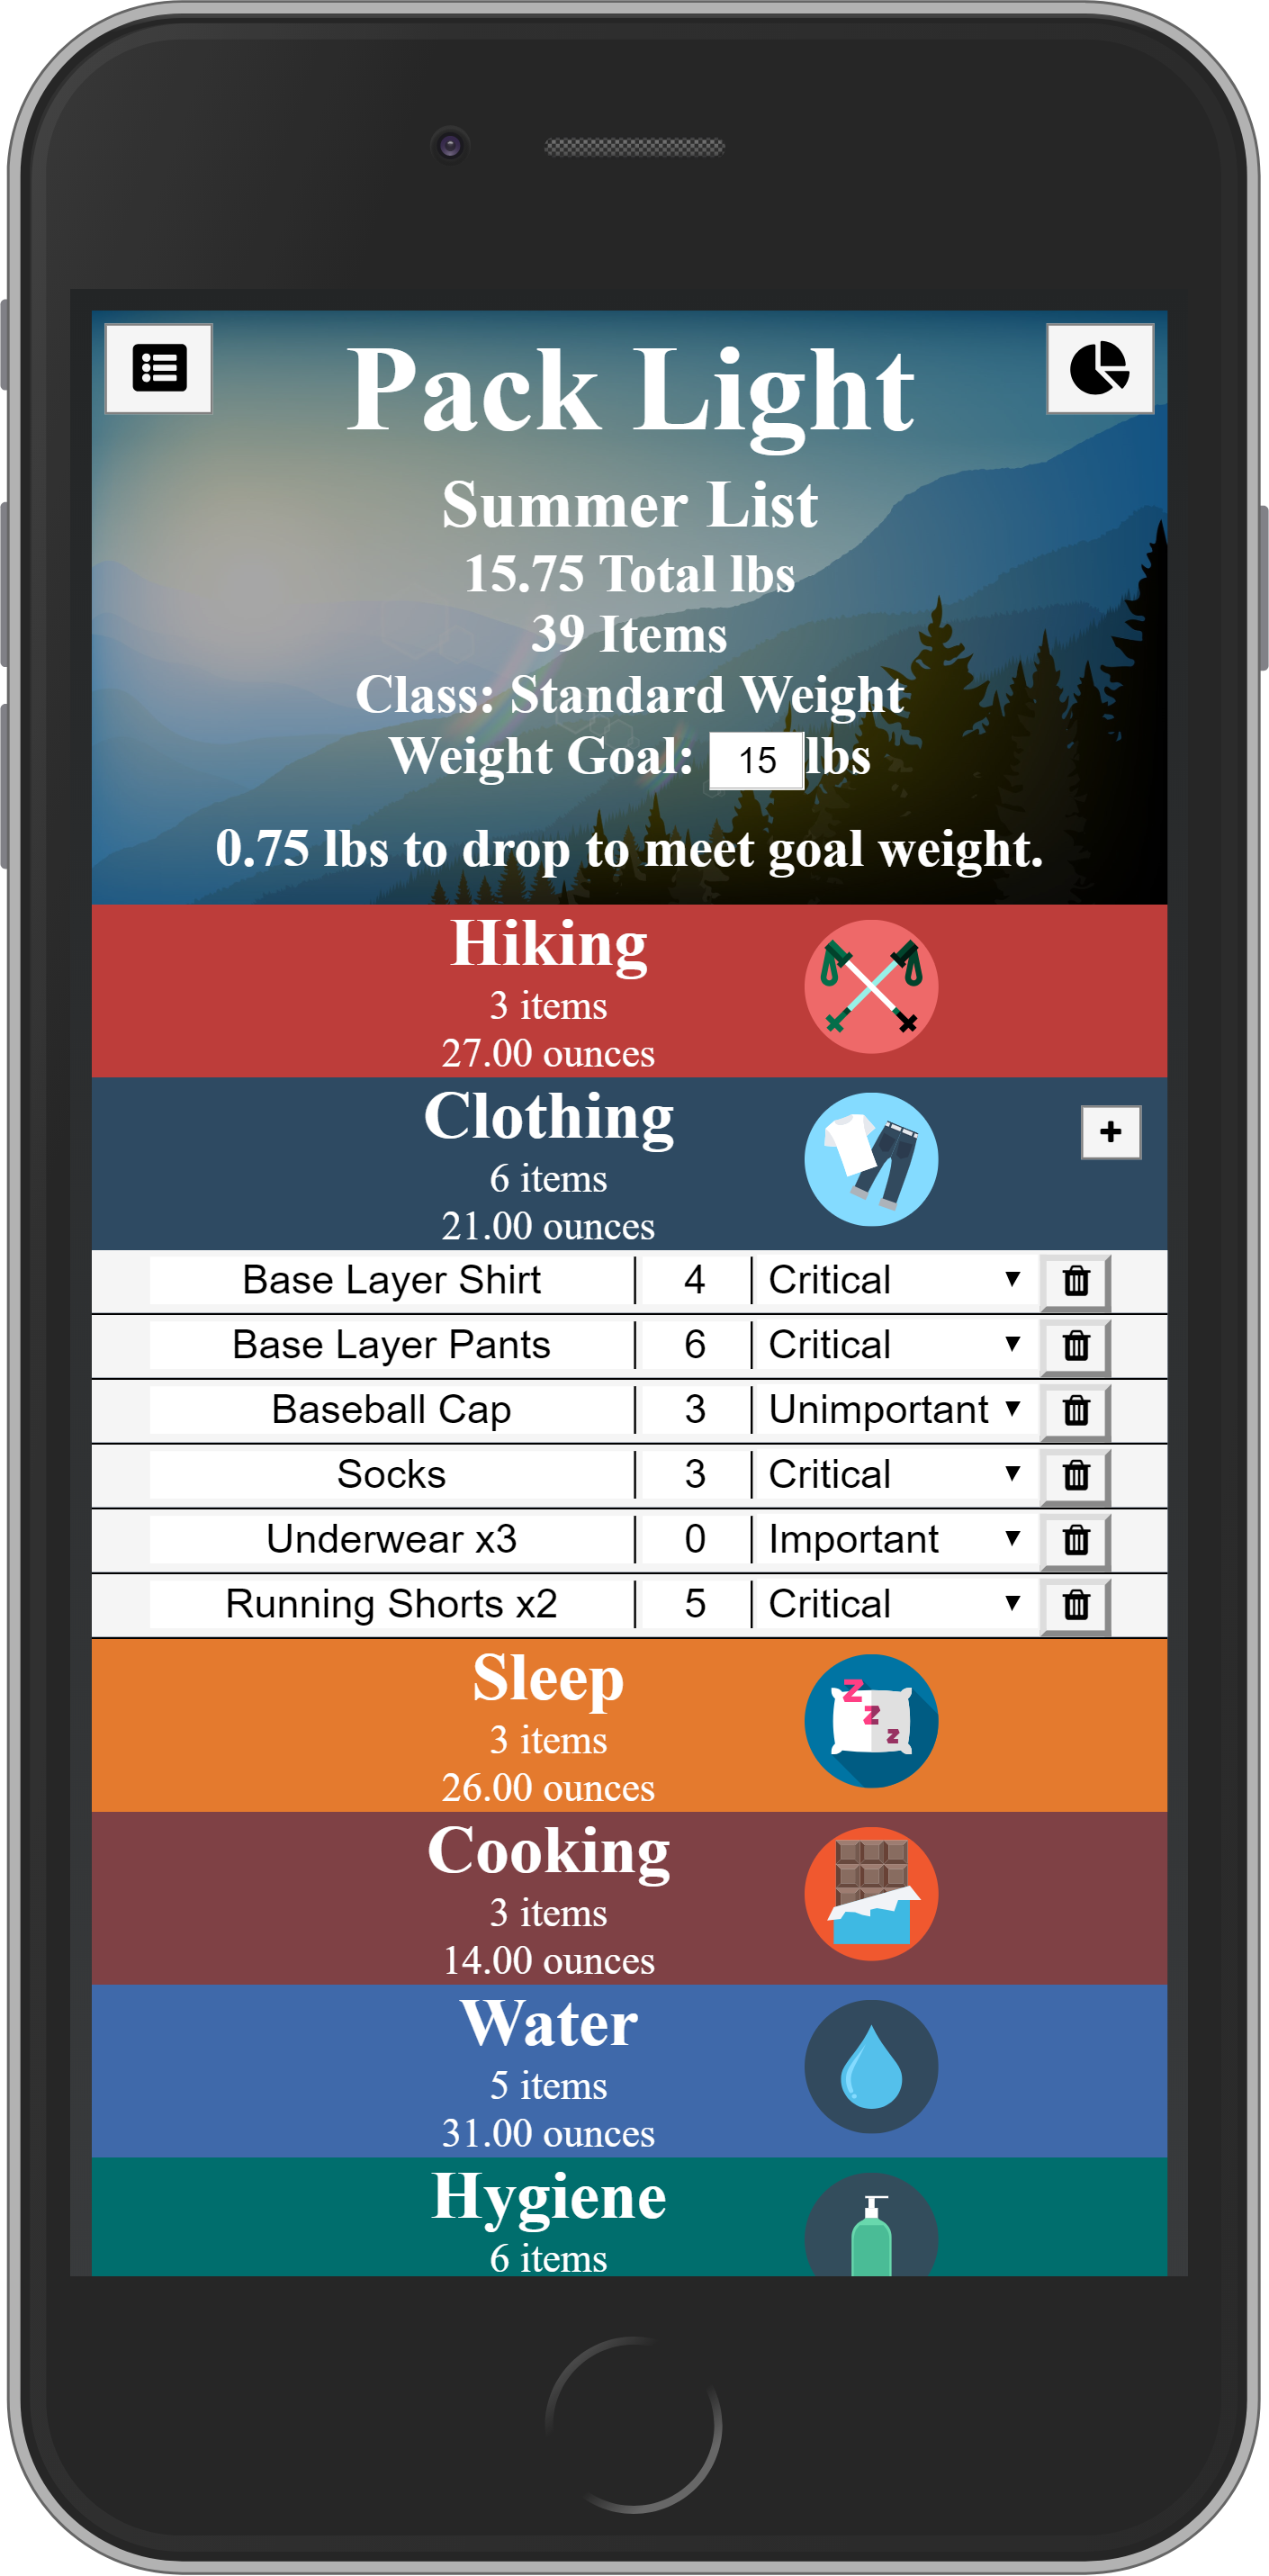 Pack Light
Summer List
15.75 Total lbs
39 Items
Class: Standard Weight
Weight Goal: 15 lbs
0.75 lbs to drop to meet goal weight.
Hiking
3 items
27.00 ounces
Clothing
+
6 items
21.00 ounces
Base Layer Shirt 4 Critical
Base Layer Pants 6 Critical
Baseball Cap 3 Unimportant
Socks 3 Critical
Underwear x3 0 Important
Running Shorts x2 5 Critical
Sleep
z
z
z
3 items
26.00 ounces
Cooking
3 items
14.00 ounces
Water
5 items
31.00 ounces
Hygiene
6 items